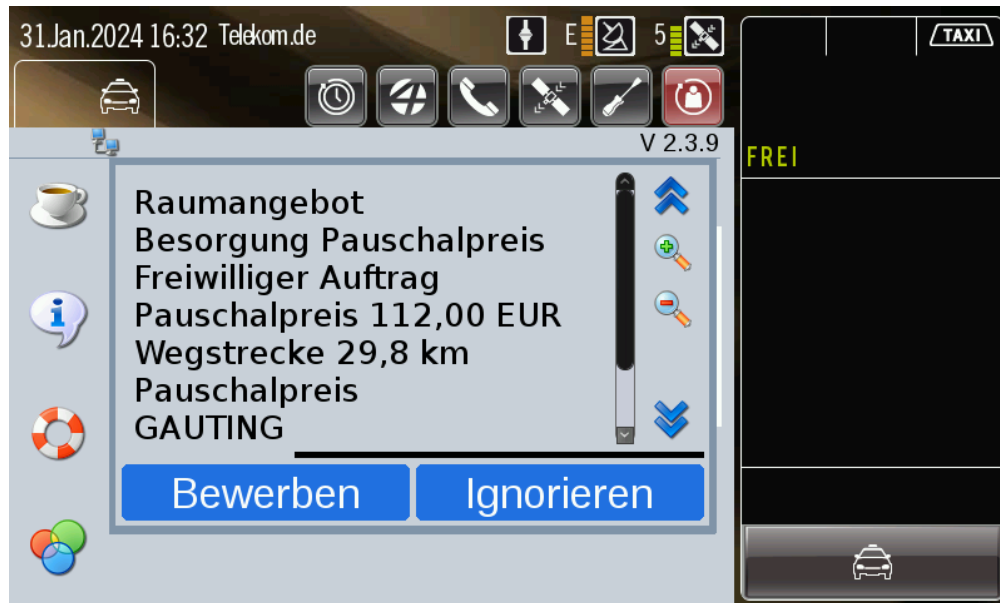 31.Jan.2024 16:32 Telekom.de
E
5
TAXI
V 2.3.9
FREI
Raumangebot
Besorgung Pauschalpreis
Freiwilliger Auftrag
Pauschalpreis 112,00 EUR
Wegstrecke 29,8 km
Pauschalpreis
GAUTING
Bewerben
Ignorieren